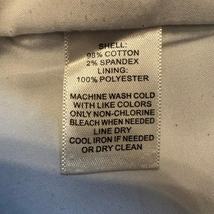 SHELL:
98% COTTON
2% SPANDEX
LINING:
100% POLYESTER
MACHINE WASH COLD
WITH LIKE COLORS
ONLY NON-CHLORINE
BLEACH WHEN NEEDED
LINE DRY
COOL IRON IF NEEDED
OR DRY CLEAN